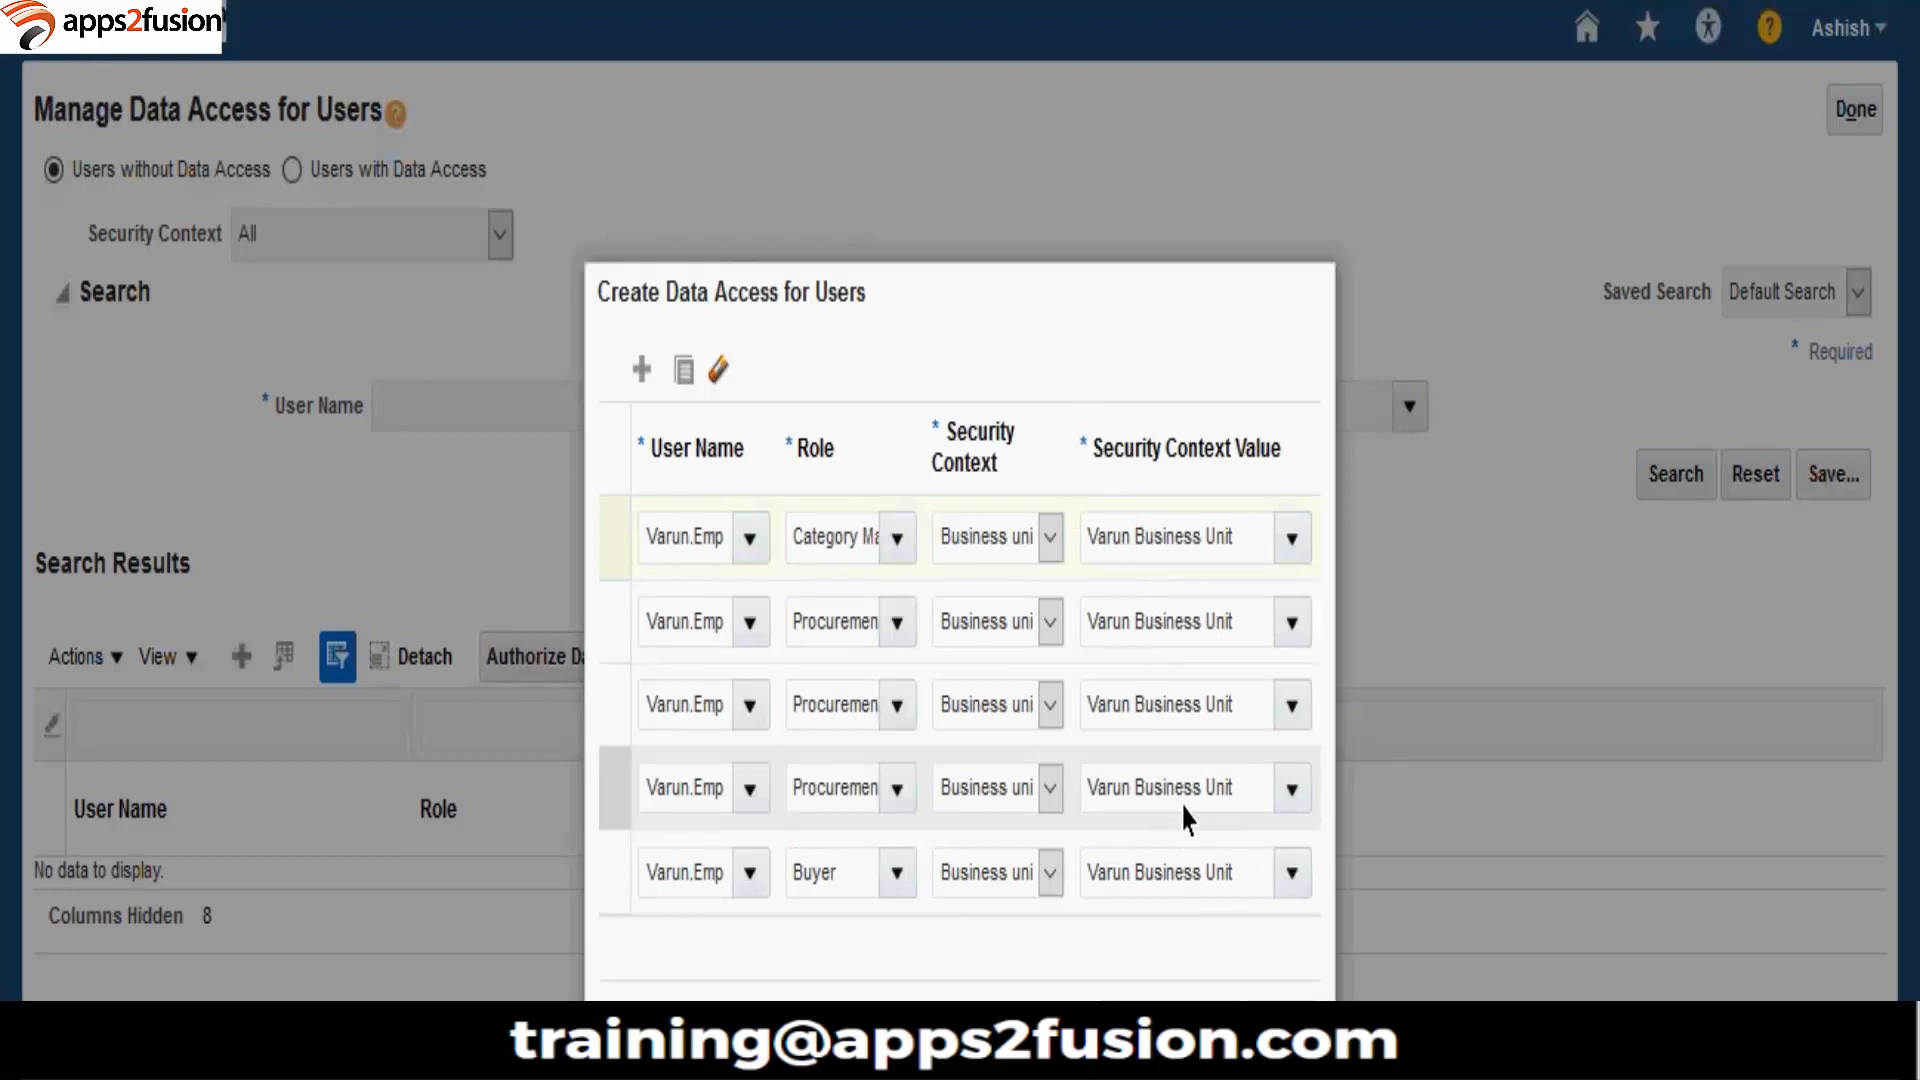 apps2fusion
Ashish
Manage Data Access for Users ?
Done
Users without Data Access Users with Data Access
Security Context All
Search
Saved Search Default Search
* Required
* User Name
Search Reset Save...
Search Results
Actions View Detach Authorize Da
User Name Role
No data to display.
Columns Hidden 8
Create Data Access for Users
* User Name * Role * Security Context * Security Context Value
Varun.Emp Category Ma Business uni Varun Business Unit
Varun.Emp Procuremen Business uni Varun Business Unit
Varun.Emp Procuremen Business uni Varun Business Unit
Varun.Emp Procuremen Business uni Varun Business Unit
Varun.Emp Buyer Business uni Varun Business Unit
training@apps2fusion.com